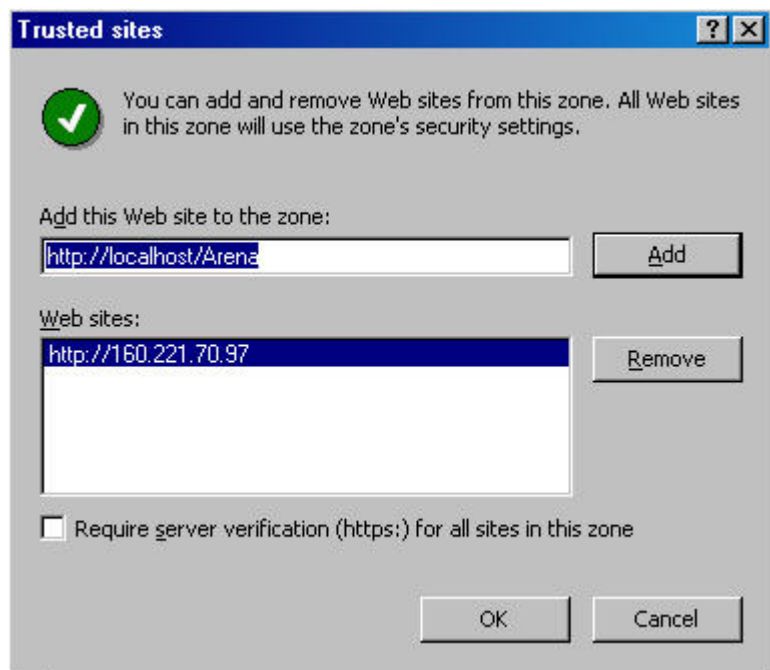 Trusted sites
You can add and remove Web sites from this zone. All Web sites
in this zone will use the zone's security settings.
Add this Web site to the zone:
http://localhost/Arena
Add
Web sites:
http://160.221.70.97
Remove
Require server verification (https:) for all sites in this zone
OK
Cancel